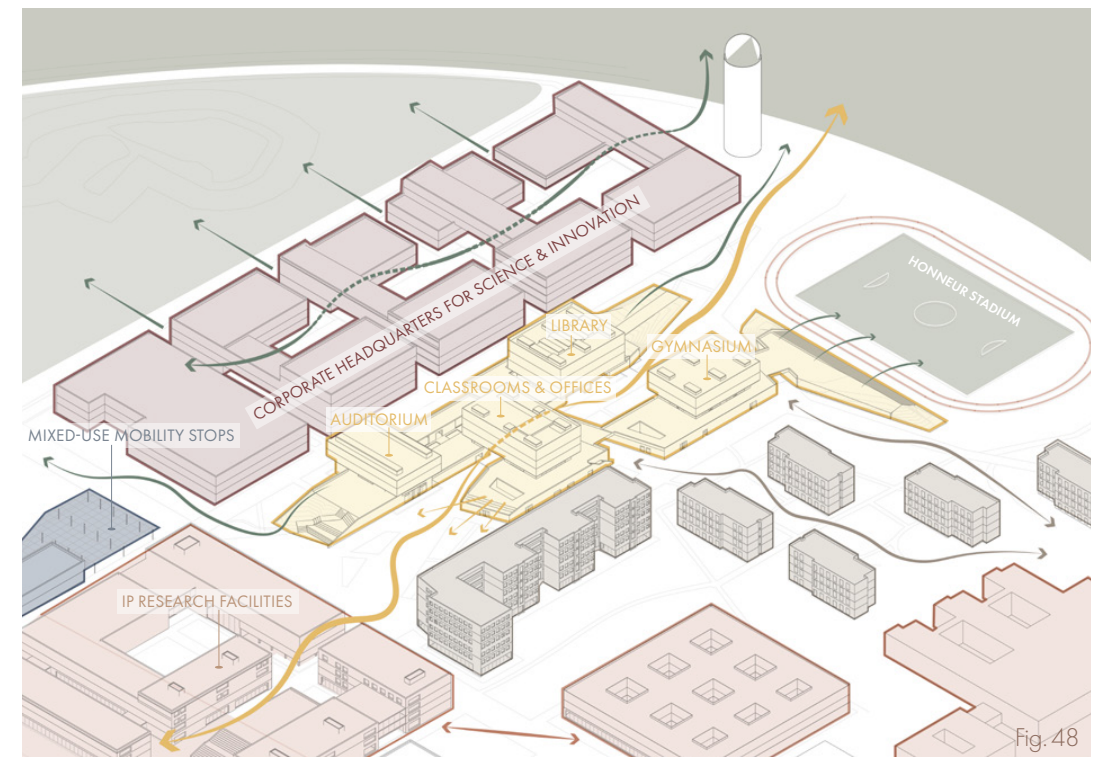 HONNEUR STADIUM
CORPORATE HEADQUARTERS FOR SCIENCE & INNOVATION
LIBRARY
GYMNASIUM
CLASSROOMS & OFFICES
AUDITORIUM
MIXED-USE MOBILITY STOPS
IP RESEARCH FACILITIES
Fig. 48